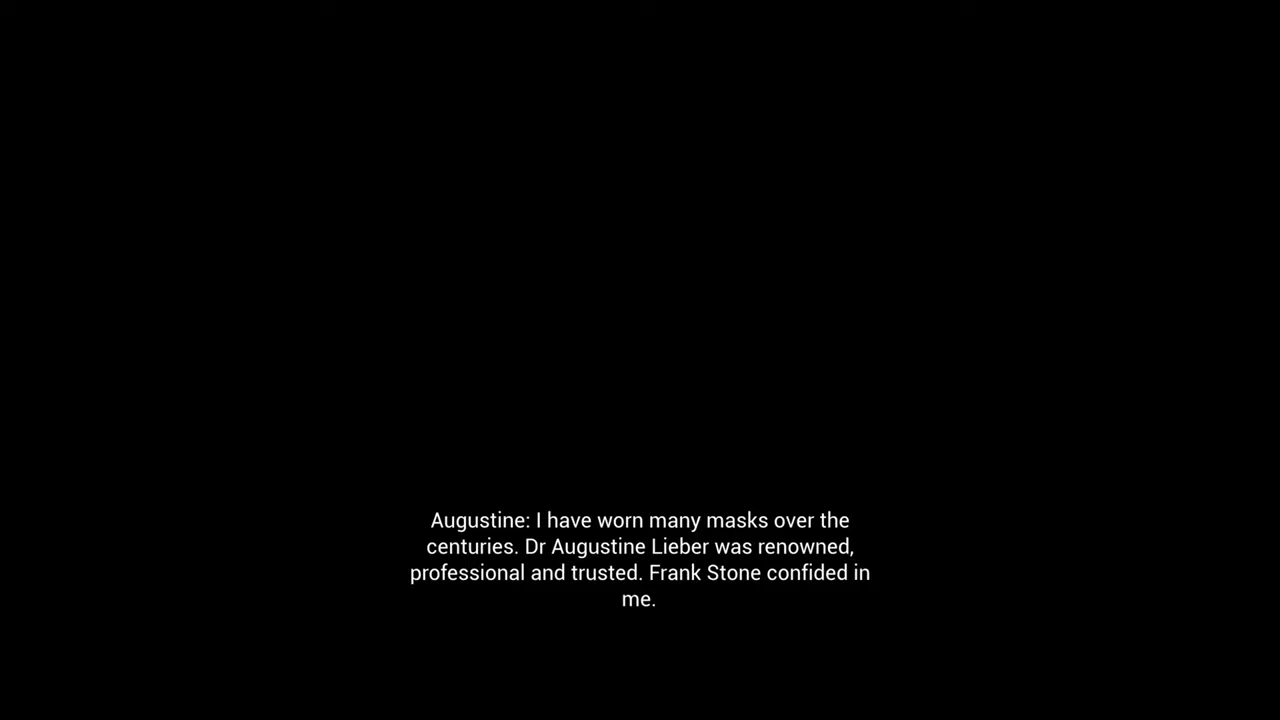 Augustine: I have worn many masks over the
centuries. Dr Augustine Lieber was renowned,
professional and trusted. Frank Stone confided in
me.